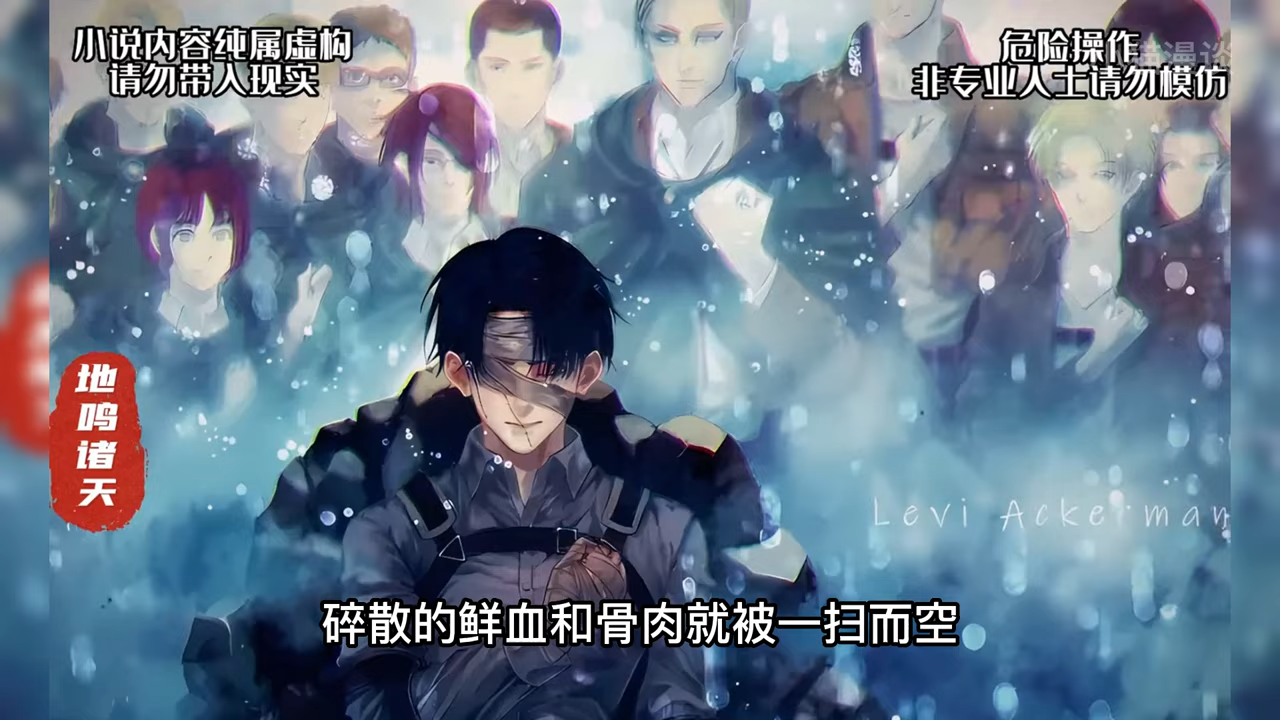 小说内容纯属虚构
请勿带入现实
危险操作
非专业人士请勿模仿
地鸣诸天
Levi Ackerman
碎散的鲜血和骨肉就被一扫而空